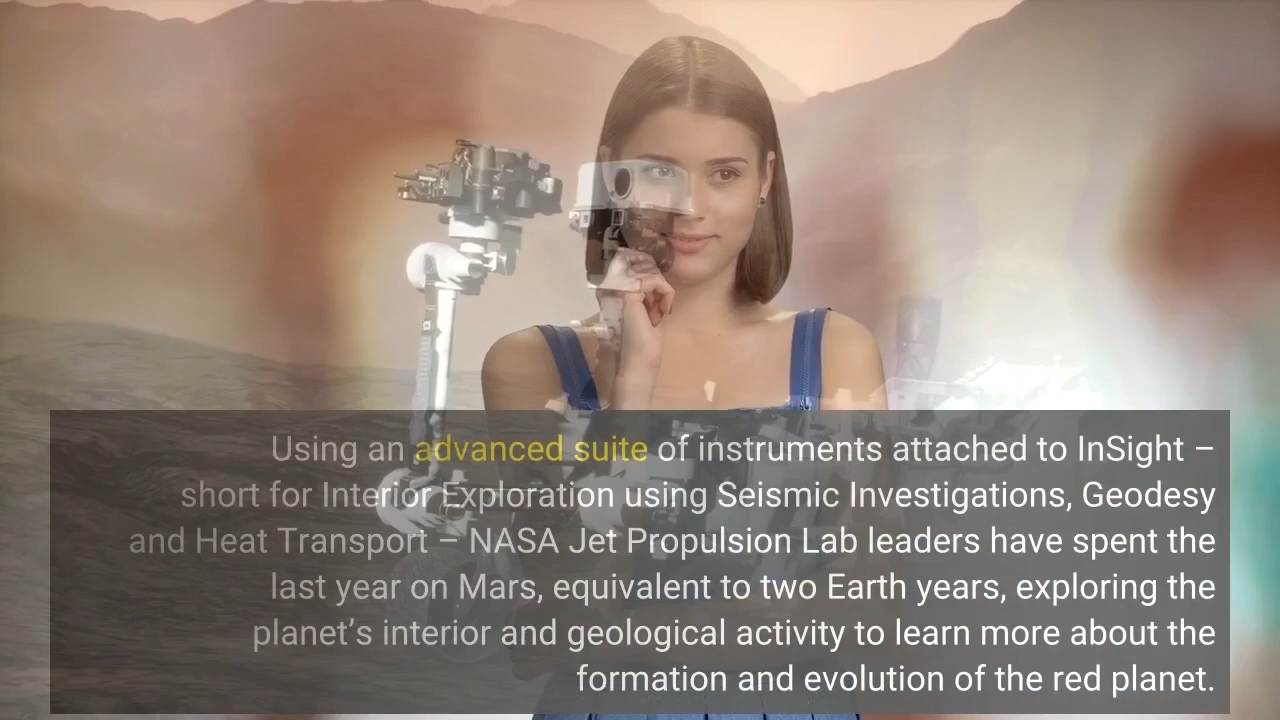 Using an advanced suite of instruments attached to InSight –
short for Interior Exploration using Seismic Investigations, Geodesy
and Heat Transport – NASA Jet Propulsion Lab leaders have spent the
last year on Mars, equivalent to two Earth years, exploring the
planet’s interior and geological activity to learn more about the
formation and evolution of the red planet.